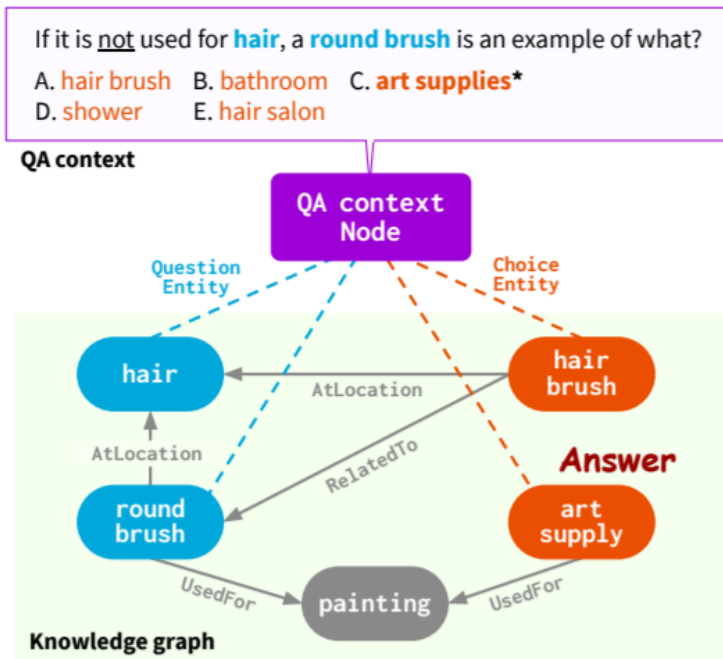 If it is not used for hair, a round brush is an example of what?
A. hair brush B. bathroom C. art supplies*
D. shower E. hair salon
QA context
QA context
Node
Question
Entity
Choice
Entity
hair
hair
brush
AtLocation
AtLocation
RelatedTo
Answer
round
brush
art
supply
UsedFor
UsedFor
painting
Knowledge graph